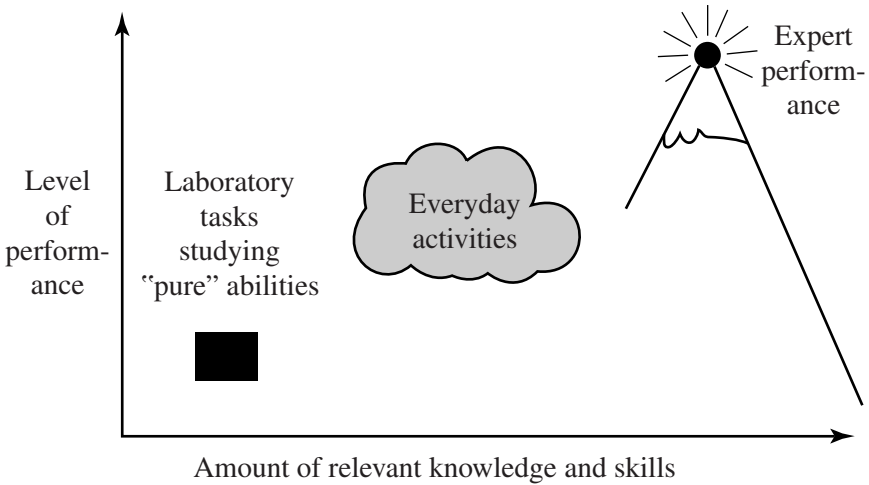 Expert
perform-
ance
Level
of
perform-
ance
Laboratory
tasks
studying
“pure” abilities
Everyday
activities
Amount of relevant knowledge and skills